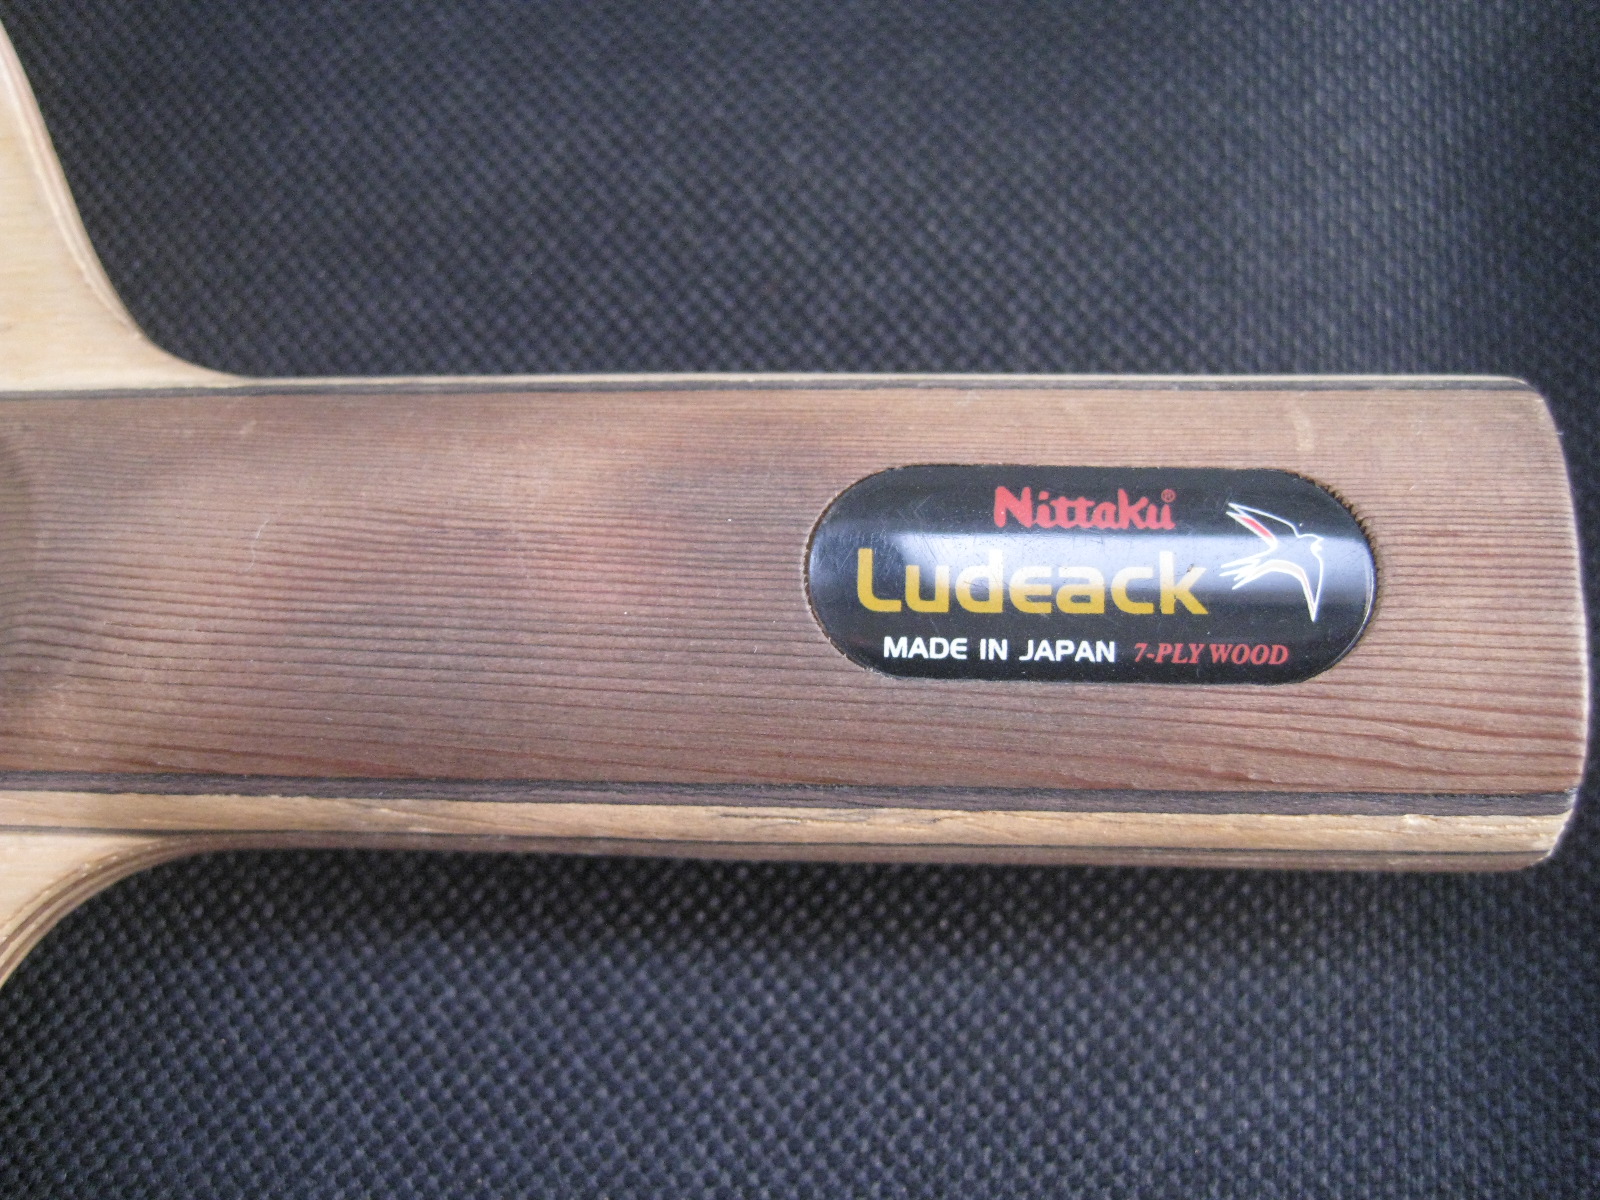 Nittaku®
Ludeack
MADE IN JAPAN 7-PLY WOOD